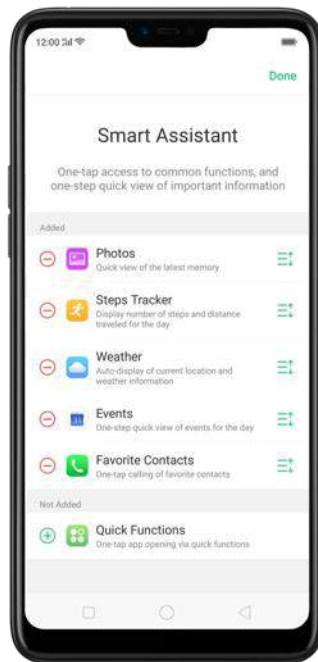 12:00
Done
Smart Assistant
One-tap access to common functions, and
one-step quick view of important information
Added
Photos
Quick view of the latest memory
Steps Tracker
Display number of steps and distance
traveled for the day
Weather
Auto-display of current location and
weather information
Events
One-step quick view of events for the day
Favorite Contacts
One-tap calling of favorite contacts
Not Added
Quick Functions
One-tap app opening via quick functions